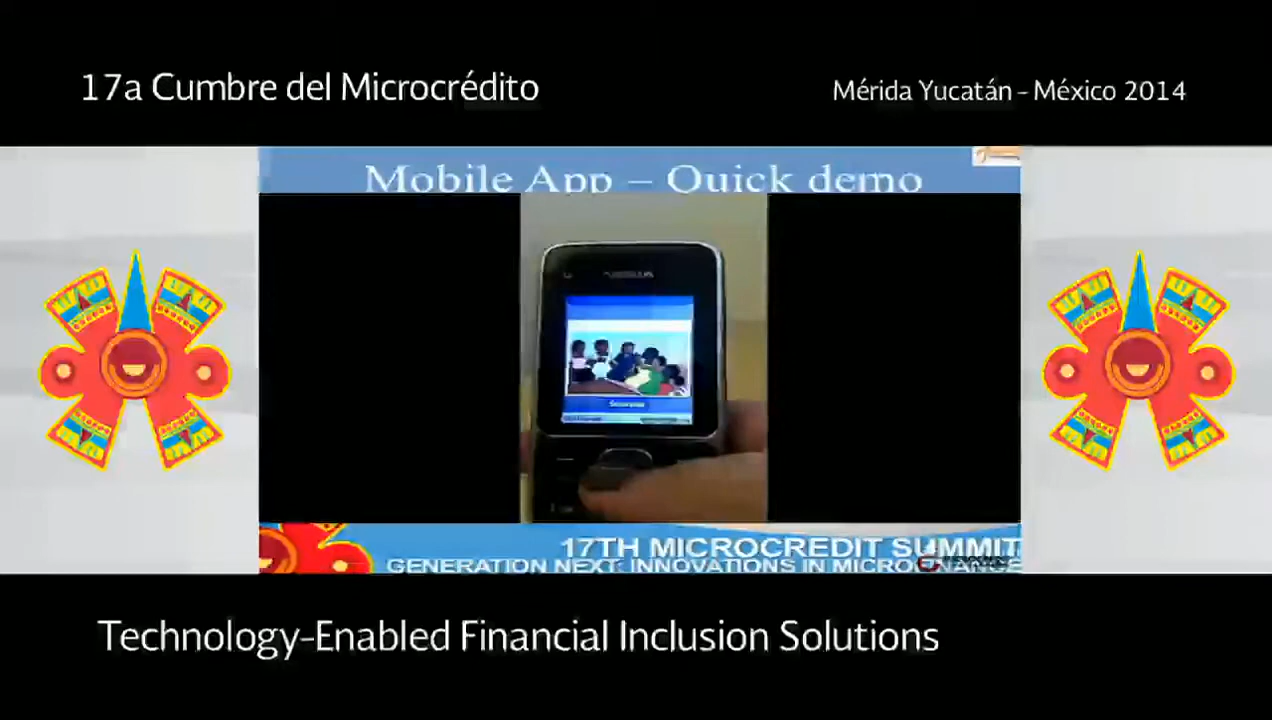 17a Cumbre del Microcrédito
Mérida Yucatán - México 2014
Mobile App – Quick demo
17TH MICROCREDIT SUMMIT
GENERATION NEXT: INNOVATIONS IN MICROFINANCE
Technology-Enabled Financial Inclusion Solutions